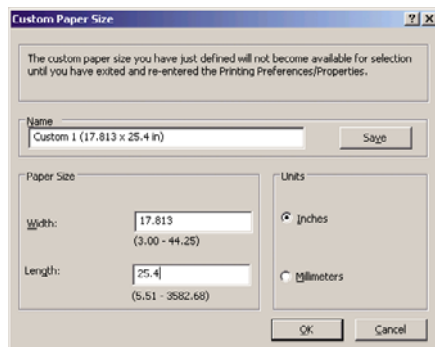 Custom Paper Size
The custom paper size you have just defined will not become available for selection
until you have exited and re-entered the Printing Preferences/Properties.
Name
Custom 1 (17.813 x 25.4 in)
Save
Paper Size
Width:
17.813
(3.00 - 44.25)
Length:
25.4
(5.51 - 3582.68)
Units
Inches
Milimeters
OK
Cancel